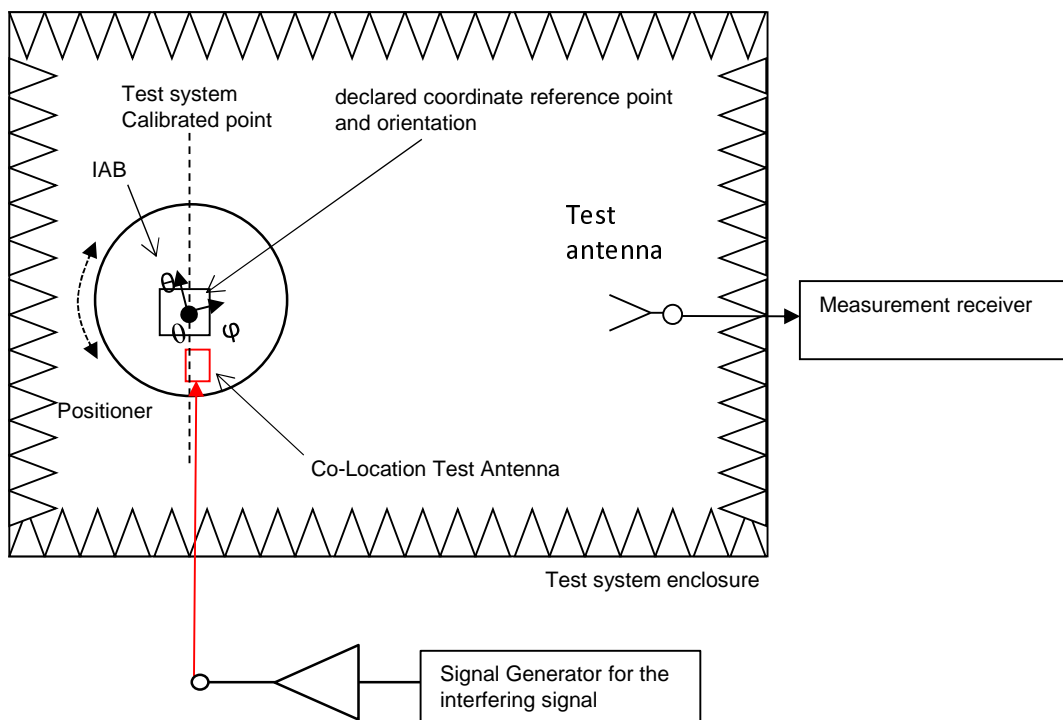 Test system
Calibrated point
declared coordinate reference point
and orientation
IAB
Test
antenna
θ
θ
φ
Measurement receiver
Positioner
Co-Location Test Antenna
Test system enclosure
Signal Generator for the
interfering signal